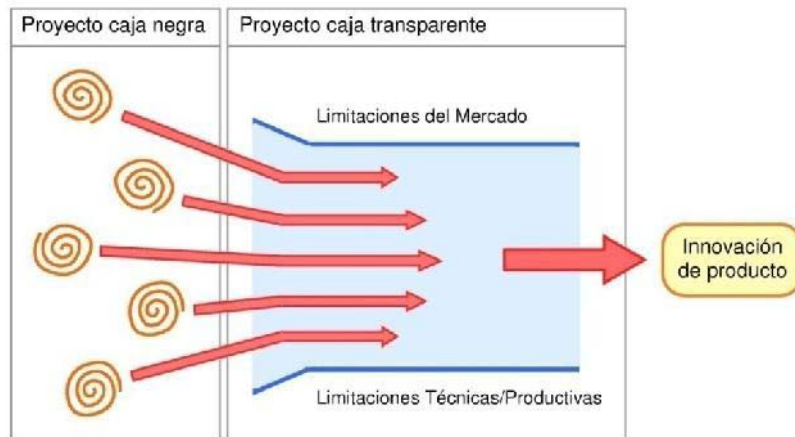 Proyecto caja negra
Proyecto caja transparente
Limitaciones del Mercado
Innovación
de producto
Limitaciones Técnicas/Productivas